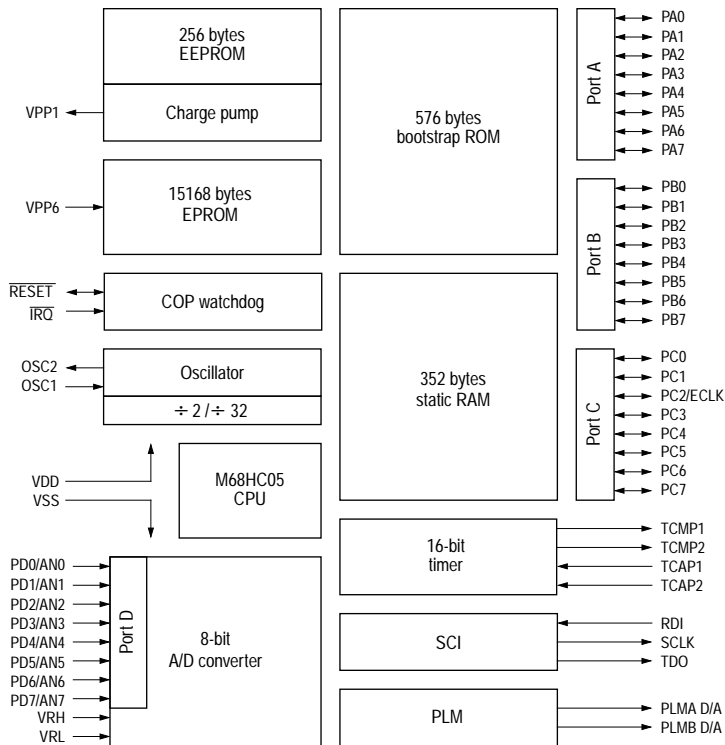 256 bytes
EEPROM
Charge pump
VPP1
15168 bytes
EPROM
VPP6
COP watchdog
RESET
IRQ
Oscillator
÷ 2 /÷ 32
OSC2
OSC1
M68HC05
CPU
VDD
VSS
PD0/AN0
PD1/AN1
PD2/AN2
PD3/AN3
PD4/AN4
PD5/AN5
PD6/AN6
PD7/AN7
VRH
VRL
Port D
8-bit
A/D converter
576 bytes
bootstrap ROM
352 bytes
static RAM
16-bit
timer
SCI
PLM
Port A
PA0
PA1
PA2
PA3
PA4
PA5
PA6
PA7
Port B
PB0
PB1
PB2
PB3
PB4
PB5
PB6
PB7
Port C
PC0
PC1
PC2/ECLK
PC3
PC4
PC5
PC6
PC7
TCMP1
TCMP2
TCAP1
TCAP2
RDI
SCLK
TDO
PLMA D/A
PLMB D/A